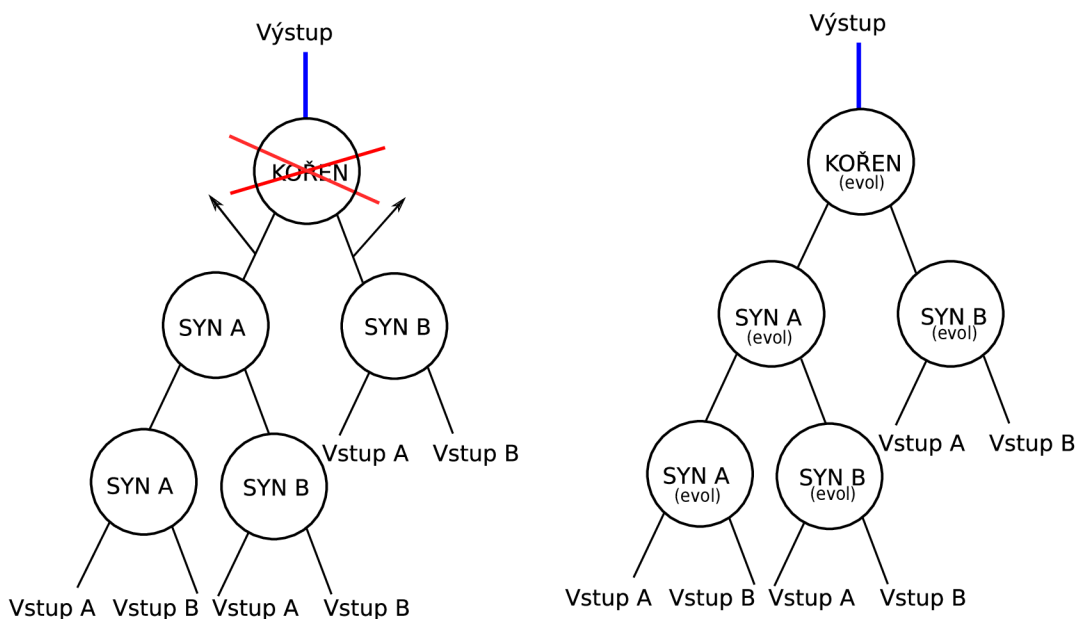 Výstup
KOŘEN
SYN A
SYN B
Vstup A
Vstup B
SYN A
SYN B
Vstup A
Vstup B
Vstup A
Vstup B
Výstup
KOŘEN
(evol)
SYN A
(evol)
SYN B
(evol)
Vstup A
Vstup B
SYN A
(evol)
SYN B
(evol)
Vstup A
Vstup B
Vstup A
Vstup B